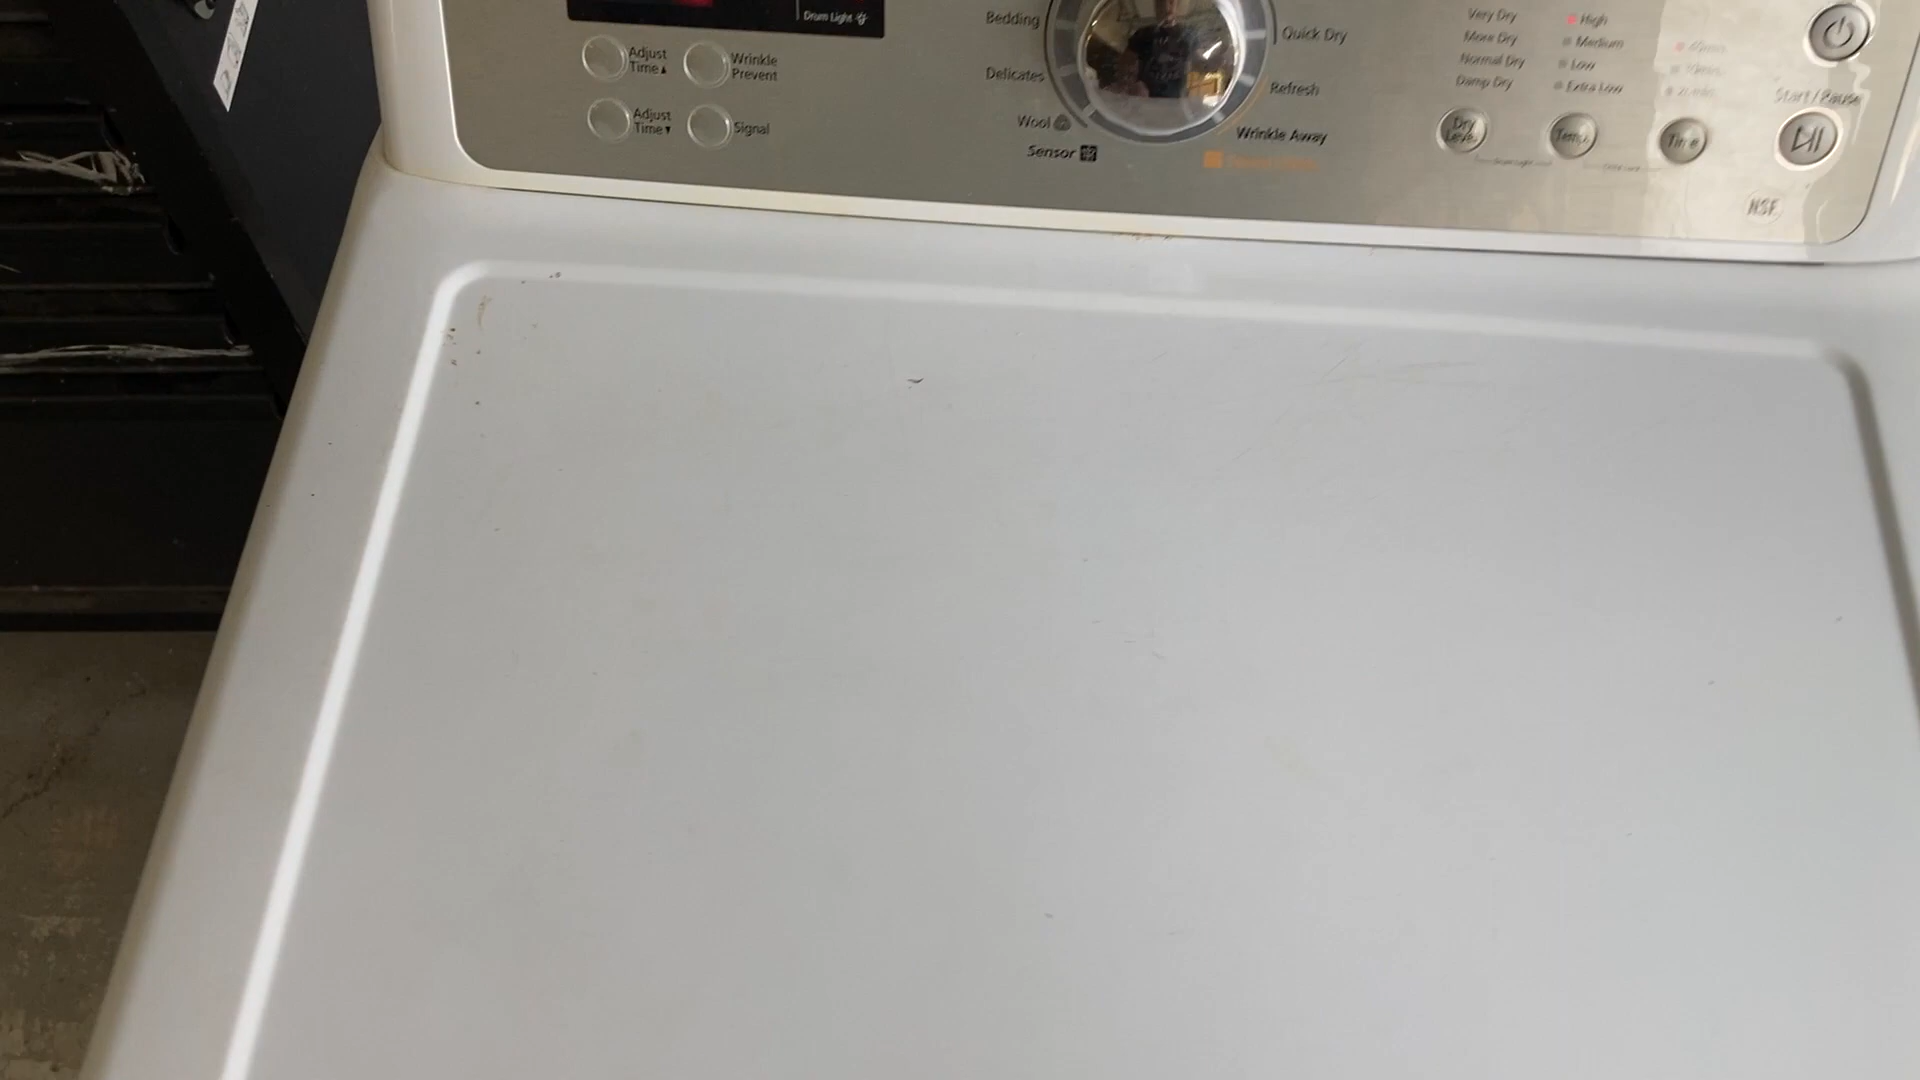 Drum Light
Adjust
Time▲
Wrinkle
Prevent
Adjust
Time▼
Signal
Bedding
Delicates
Wool
Sensor
Quick Dry
Refresh
Wrinkle Away
Very Dry
More Dry
Normal Dry
Damp Dry
High
Medium
Low
Extra Low
Dry
Level
Temp.
Time
Start / Pause
NSF